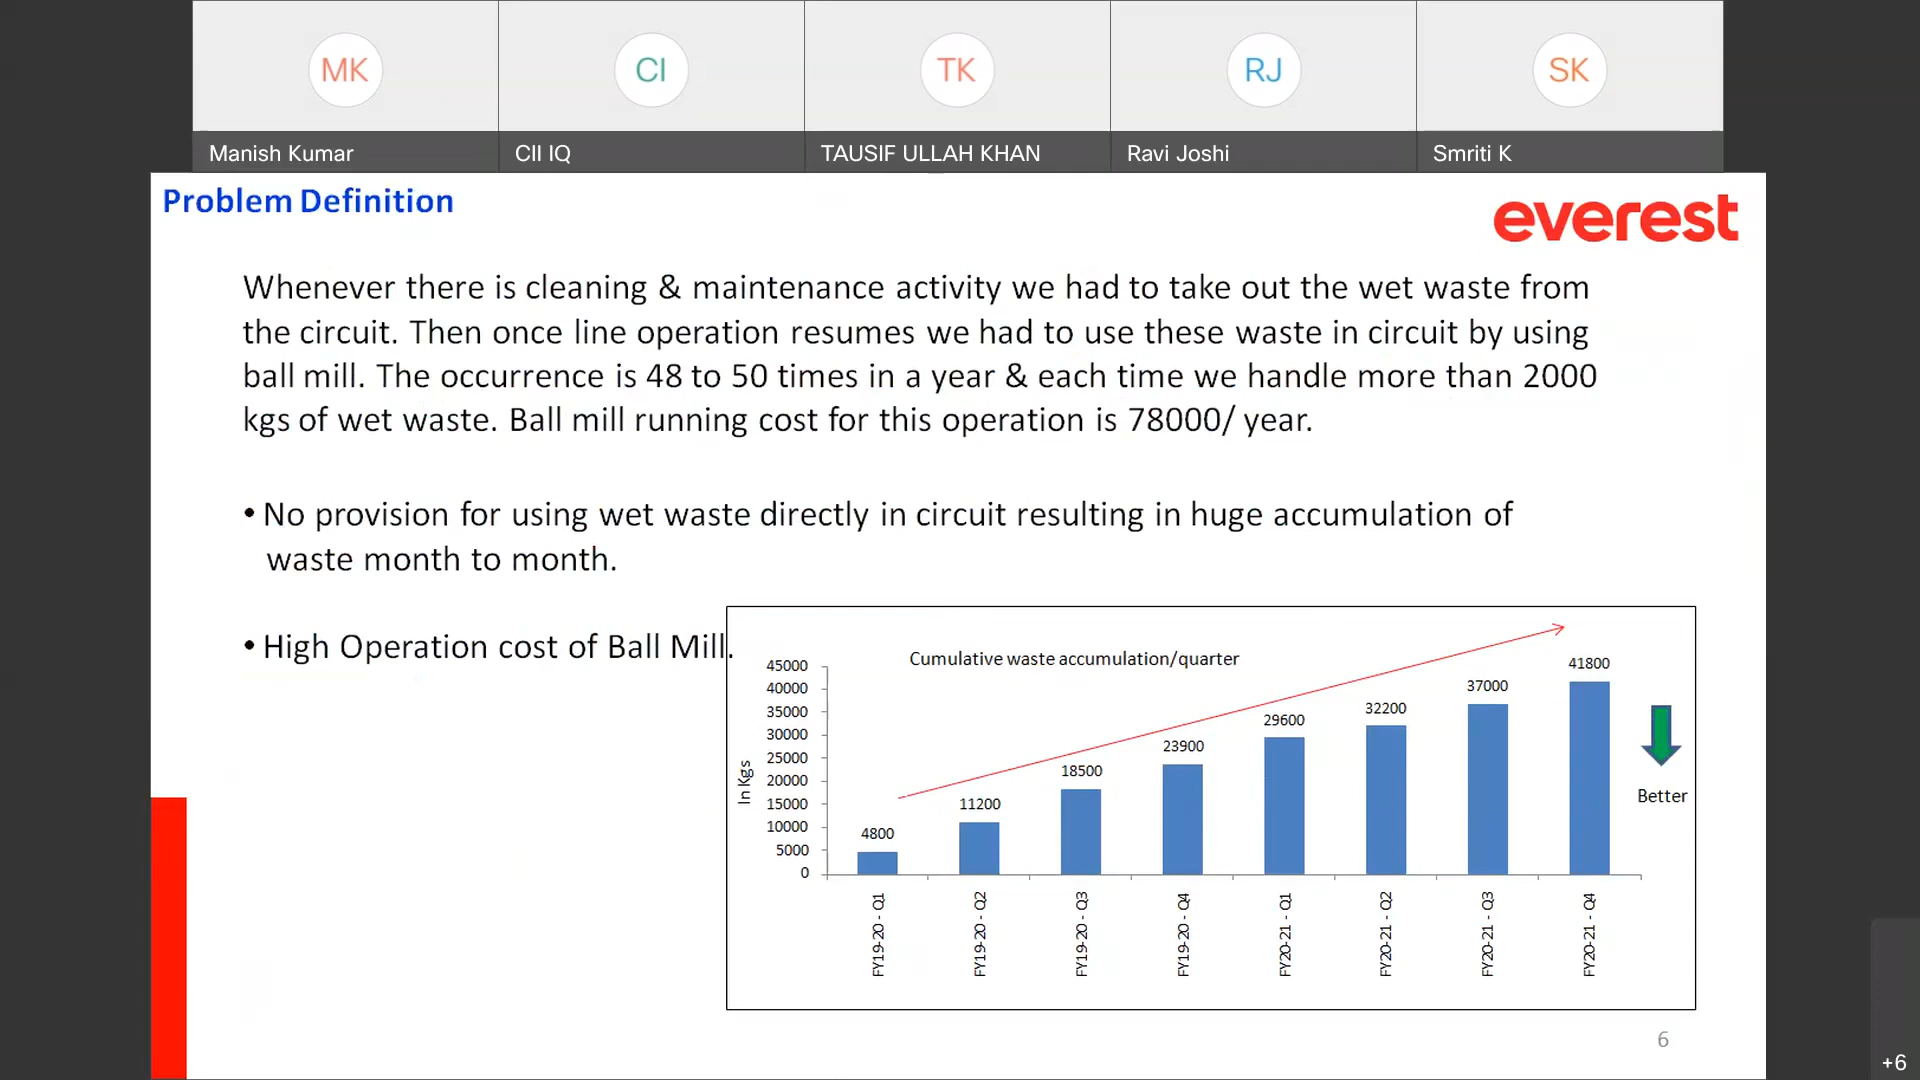 MK
CI
TK
RJ
SK
Manish Kumar
CII IQ
TAUSIF ULLAH KHAN
Ravi Joshi
Smriti K
Problem Definition
everest
Whenever there is cleaning & maintenance activity we had to take out the wet waste from
the circuit. Then once line operation resumes we had to use these waste in circuit by using
ball mill. The occurrence is 48 to 50 times in a year & each time we handle more than 2000
kgs of wet waste. Ball mill running cost for this operation is 78000/ year.
• No provision for using wet waste directly in circuit resulting in huge accumulation of
waste month to month.
• High Operation cost of Ball Mill.
Cumulative waste accumulation/quarter
In Kgs
45000
40000
35000
30000
25000
20000
15000
10000
5000
0
4800
11200
18500
23900
29600
32200
37000
41800
FY19-20 - Q1
FY19-20 - Q2
FY19-20 - Q3
FY19-20 - Q4
FY20-21 - Q1
FY20-21 - Q2
FY20-21 - Q3
FY20-21 - Q4
Better
6
+6